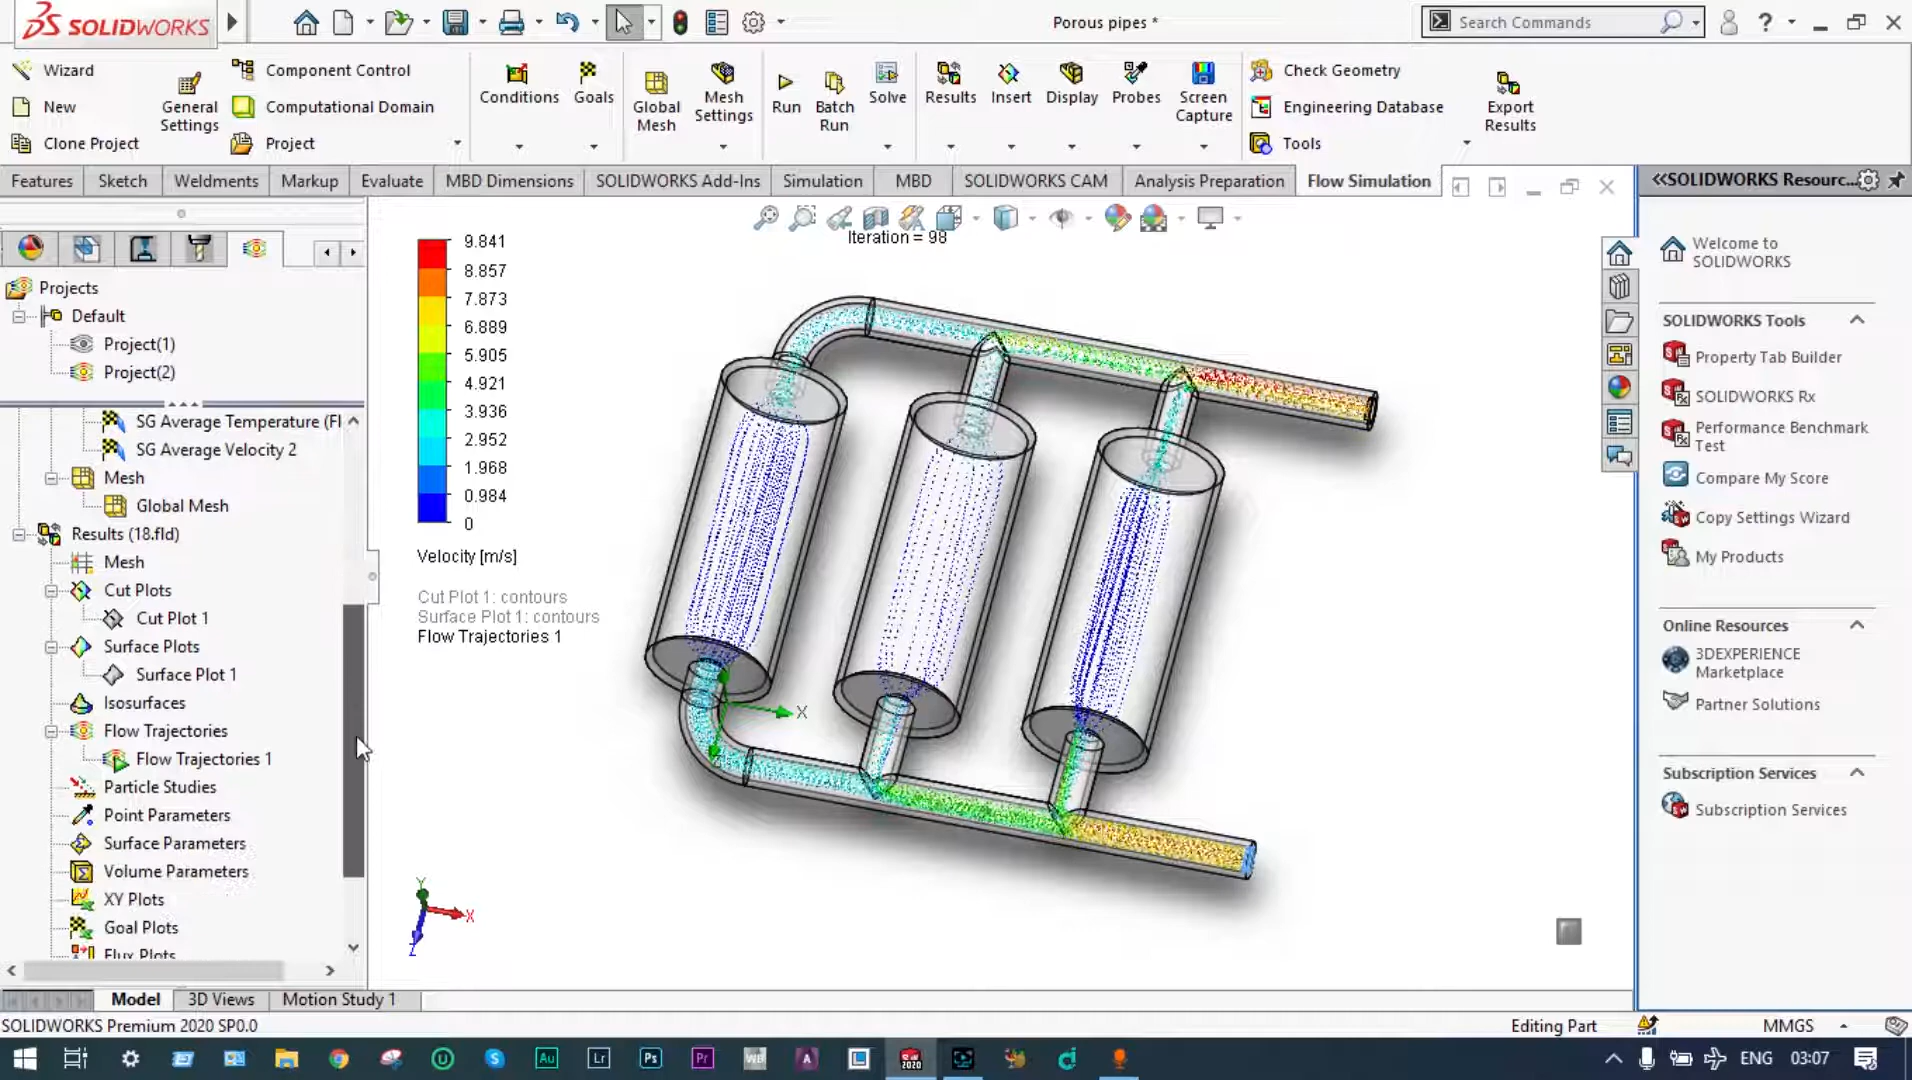 SOLIDWORKS
Porous pipes *
Search Commands
Wizard
New
Clone Project
General Settings
Component Control
Computational Domain
Project
Conditions
Goals
Global Mesh
Mesh Settings
Run
Batch Run
Solve
Results
Insert
Display
Probes
Screen Capture
Check Geometry
Engineering Database
Tools
Export Results
Features
Sketch
Weldments
Markup
Evaluate
MBD Dimensions
SOLIDWORKS Add-Ins
Simulation
MBD
SOLIDWORKS CAM
Analysis Preparation
Flow Simulation
Projects
Default
Project(1)
Project(2)
SG Average Temperature (Fl
SG Average Velocity 2
Mesh
Global Mesh
Results (18.fld)
Mesh
Cut Plots
Cut Plot 1
Surface Plots
Surface Plot 1
Isosurfaces
Flow Trajectories
Flow Trajectories 1
Particle Studies
Point Parameters
Surface Parameters
Volume Parameters
XY Plots
Goal Plots
Flux Plots
Iteration = 98
9.841
8.857
7.873
6.889
5.905
4.921
3.936
2.952
1.968
0.984
0
Velocity [m/s]
Cut Plot 1: contours
Surface Plot 1: contours
Flow Trajectories 1
X
Y
X
Z
«SOLIDWORKS Resourc...
Welcome to
SOLIDWORKS
SOLIDWORKS Tools
Property Tab Builder
SOLIDWORKS Rx
Performance Benchmark
Test
Compare My Score
Copy Settings Wizard
My Products
Online Resources
3DEXPERIENCE
Marketplace
Partner Solutions
Subscription Services
Subscription Services
Model
3D Views
Motion Study 1
SOLIDWORKS Premium 2020 SP0.0
Editing Part
MMGS
Au
Lr
Ps
Pr
WB
A
SW
2020
ENG
03:07